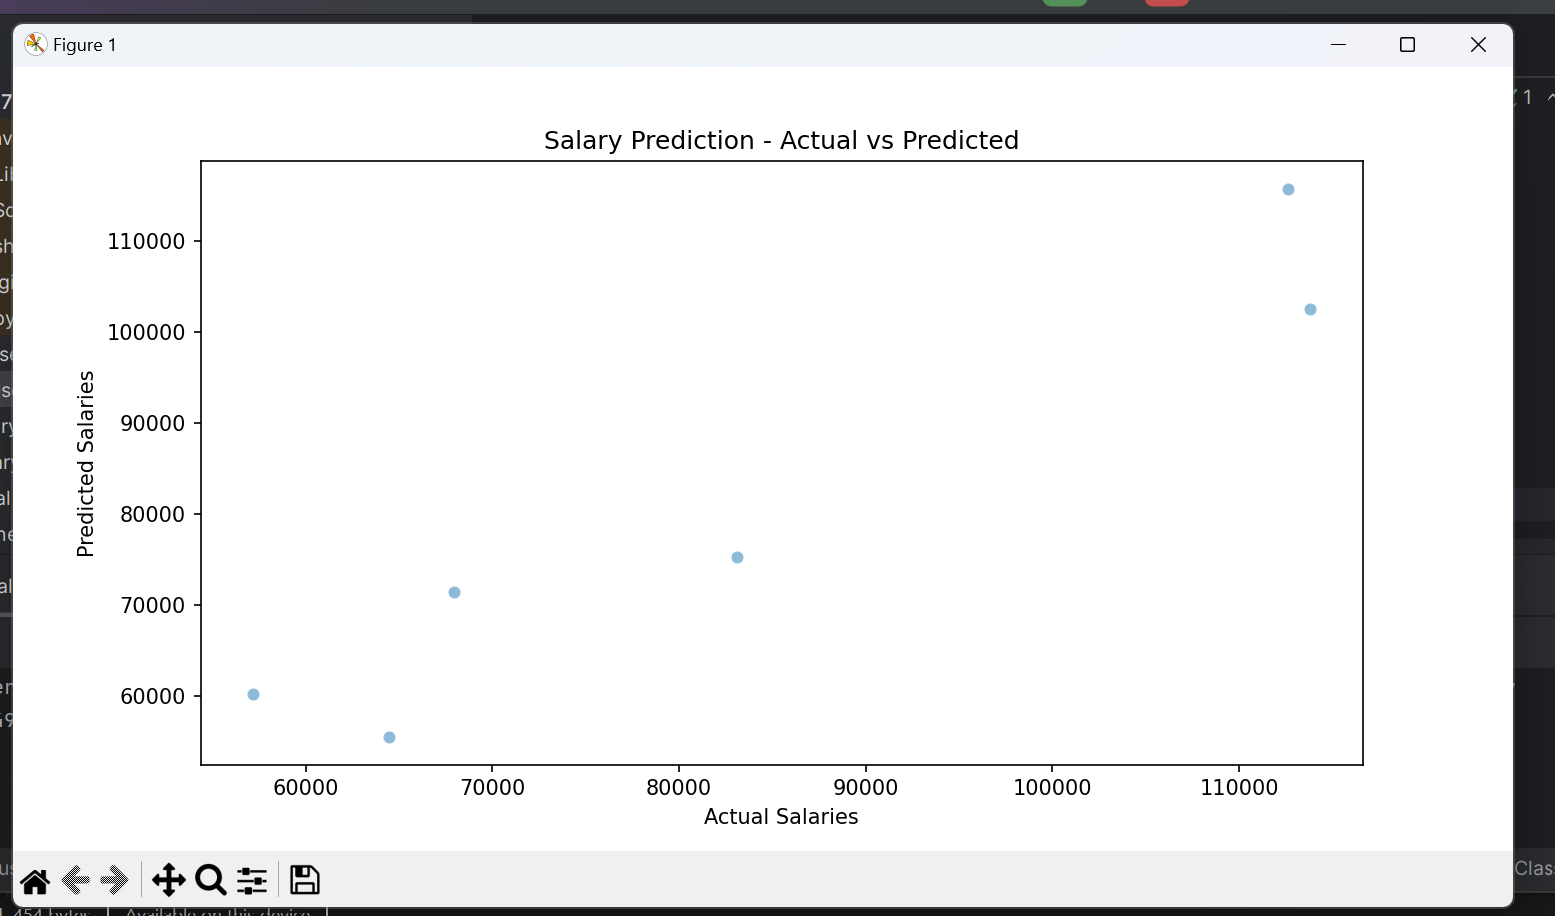 Figure 1
1
Salary Prediction - Actual vs Predicted
110000
100000
90000
80000
70000
60000
Predicted Salaries
60000 70000 80000 90000 100000 110000
Actual Salaries